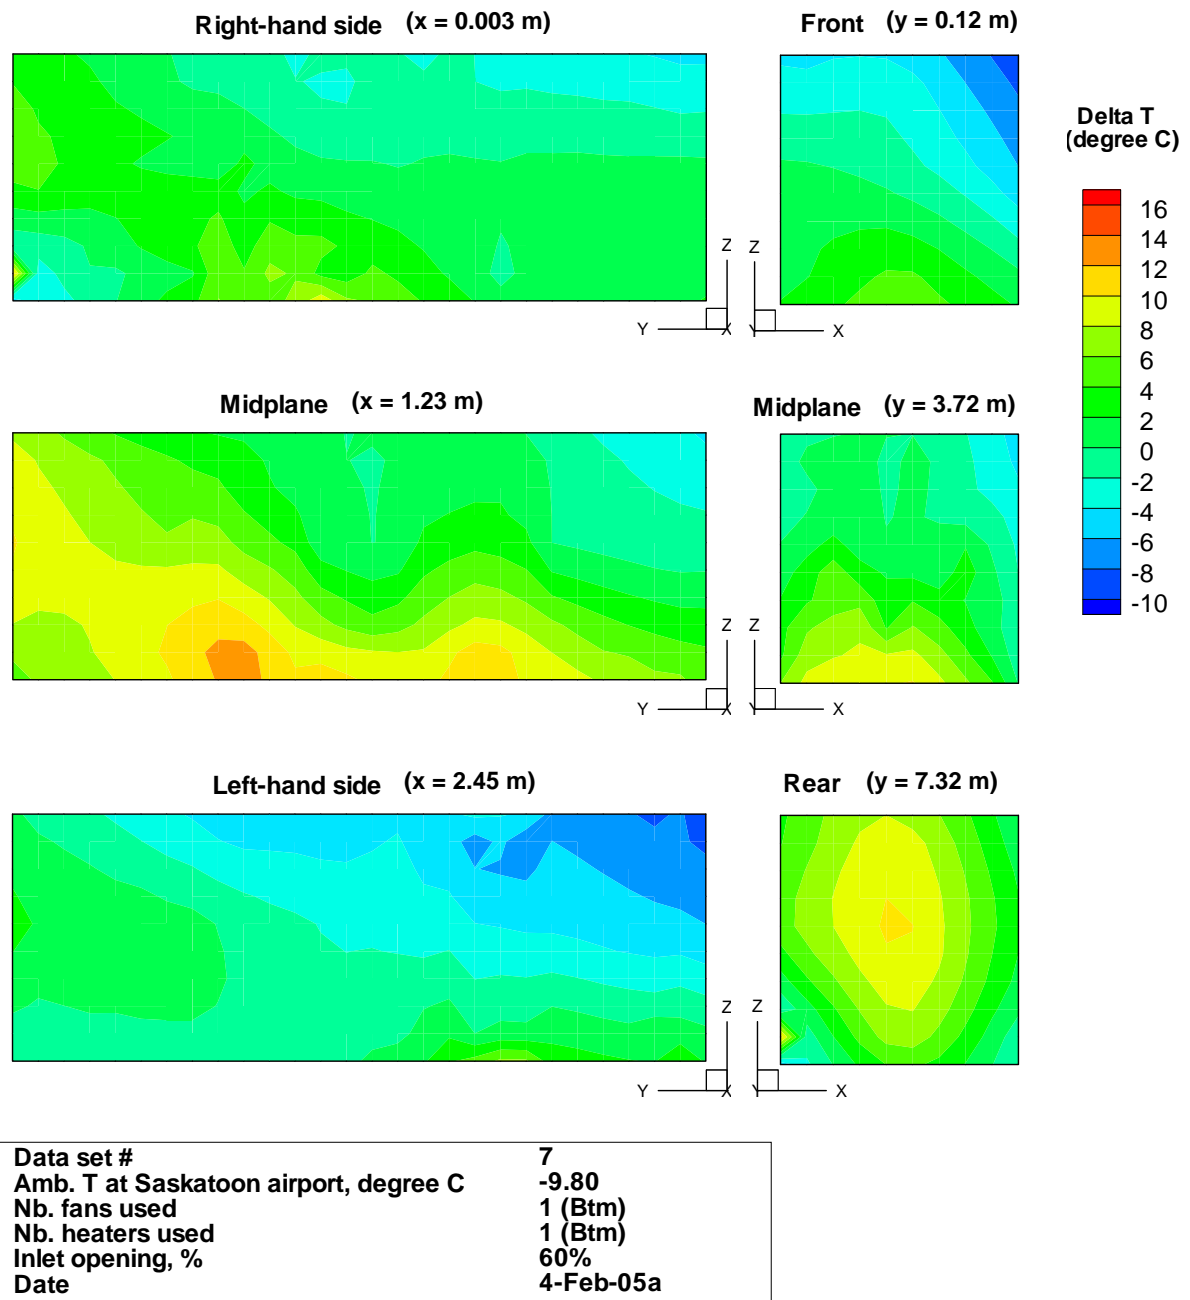 Right-hand side (x = 0.003 m)
Front (y = 0.12 m)
Delta T
(degree C)
16
14
12
10
8
6
4
2
0
-2
-4
-6
-8
-10
Z
Z
Y
X
Y
X
Midplane (x = 1.23 m)
Midplane (y = 3.72 m)
Z
Z
Y
X
Y
X
Left-hand side (x = 2.45 m)
Rear (y = 7.32 m)
Z
Z
Y
X
Y
X
Data set # 7
Amb. T at Saskatoon airport, degree C -9.80
Nb. fans used 1 (Btm)
Nb. heaters used 1 (Btm)
Inlet opening, % 60%
Date 4-Feb-05a